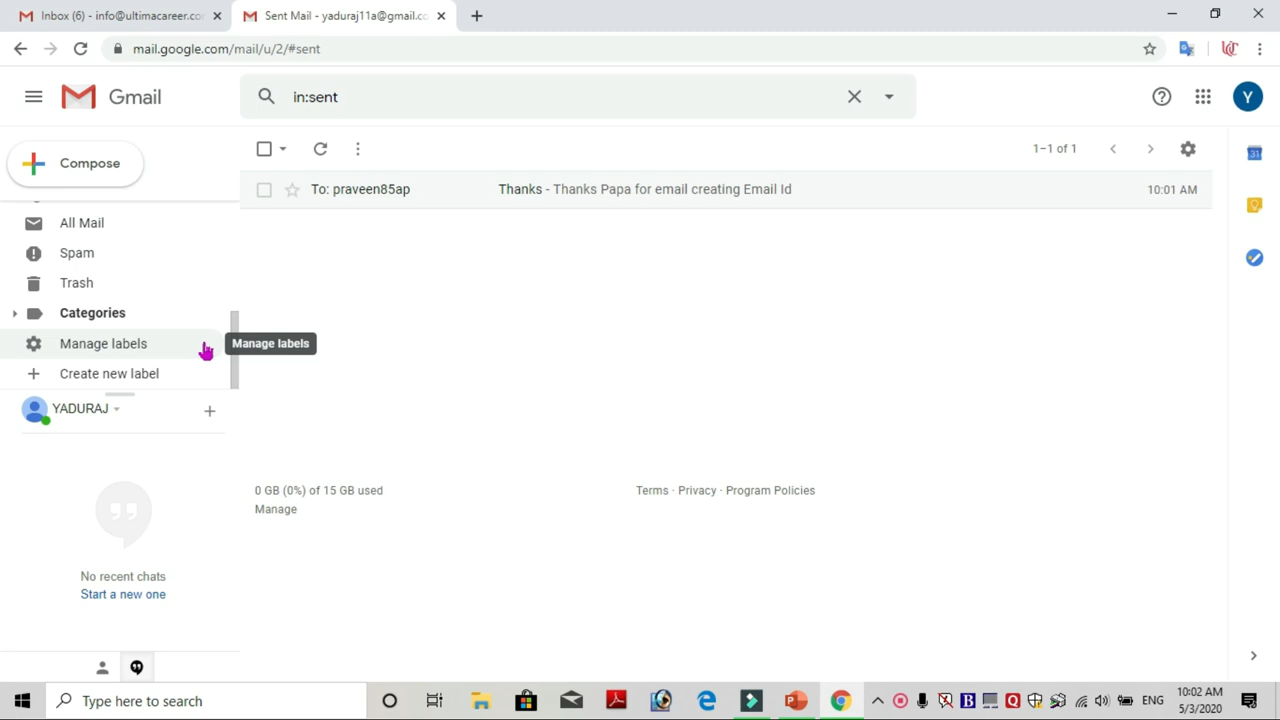 Inbox (6) - info@ultimacareer.cor
Sent Mail - yaduraj11a@gmail.cc
mail.google.com/mail/u/2/#sent
Gmail
in:sent
Y
Compose
1–1 of 1
31
To: praveen85ap Thanks - Thanks Papa for email creating Email Id 10:01 AM
All Mail
Spam
Trash
Categories
Manage labels
Manage labels
Create new label
YADURAJ
0 GB (0%) of 15 GB used
Manage
Terms · Privacy · Program Policies
No recent chats
Start a new one
Type here to search
ENG
10:02 AM
5/3/2020